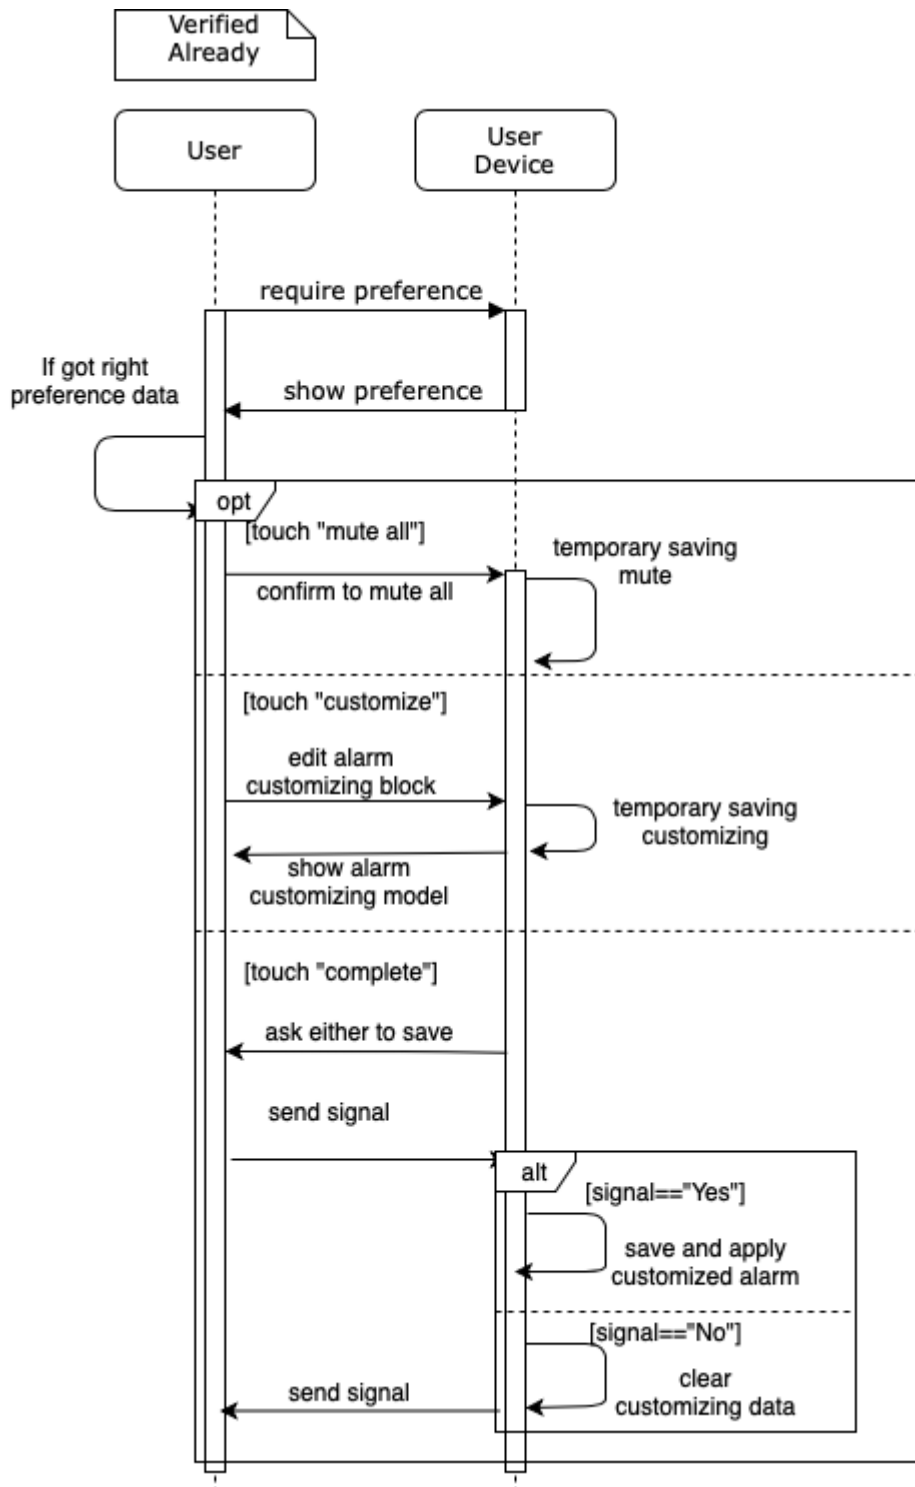 Verified
Already
User
User
Device
require preference
If got right
preference data
show preference
opt
[touch "mute all"]
temporary saving
mute
confirm to mute all
[touch "customize"]
edit alarm
customizing block
temporary saving
customizing
show alarm
customizing model
[touch "complete"]
ask either to save
send signal
alt
[signal=="Yes"]
save and apply
customized alarm
[signal=="No"]
clear
customizing data
send signal